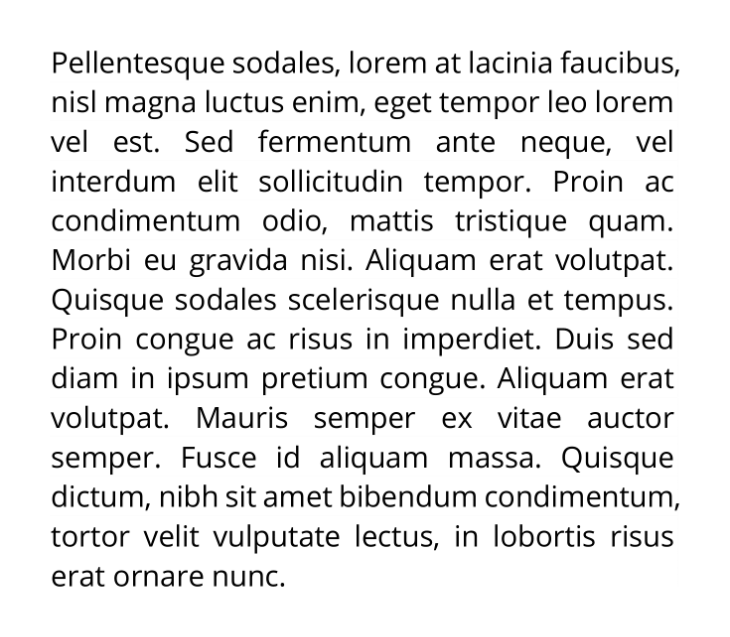 Pellentesque sodales, lorem at lacinia faucibus,
nisl magna luctus enim, eget tempor leo lorem
vel est. Sed fermentum ante neque, vel
interdum elit sollicitudin tempor. Proin ac
condimentum odio, mattis tristique quam.
Morbi eu gravida nisi. Aliquam erat volutpat.
Quisque sodales scelerisque nulla et tempus.
Proin congue ac risus in imperdiet. Duis sed
diam in ipsum pretium congue. Aliquam erat
volutpat. Mauris semper ex vitae auctor
semper. Fusce id aliquam massa. Quisque
dictum, nibh sit amet bibendum condimentum,
tortor velit vulputate lectus, in lobortis risus
erat ornare nunc.